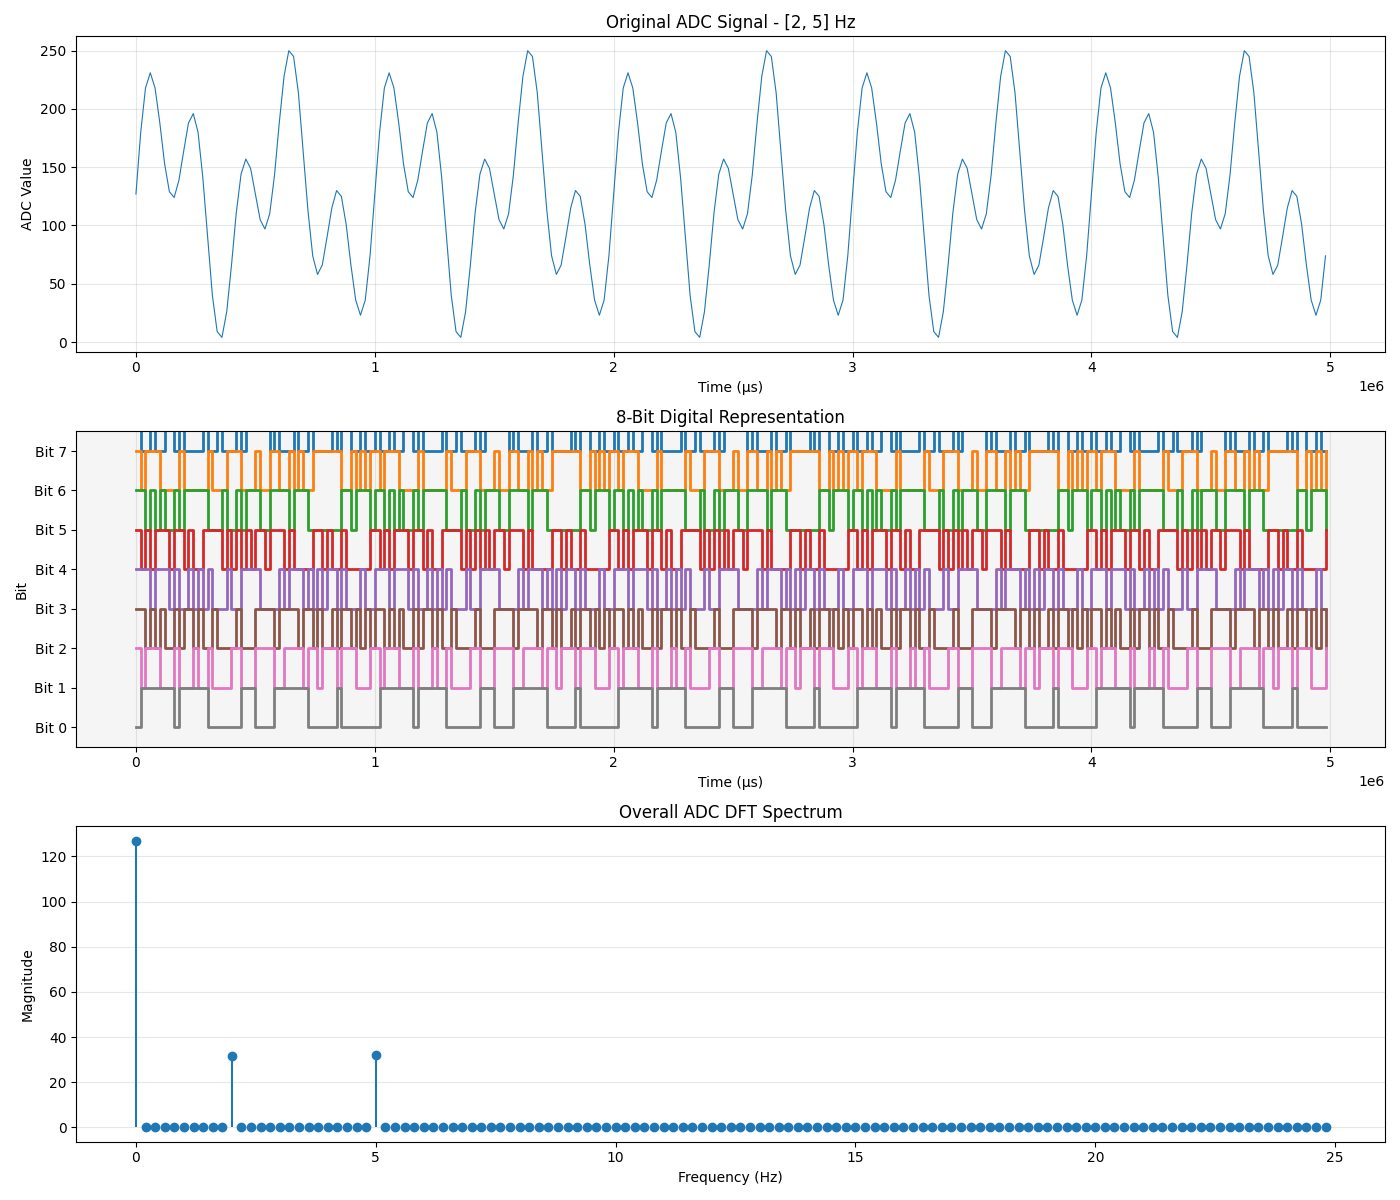 Original ADC Signal - [2, 5] Hz
250
200
150
100
50
0
ADC Value
0 1 2 3 4 5
1e6
Time (µs)
8-Bit Digital Representation
Bit 7
Bit 6
Bit 5
Bit 4
Bit 3
Bit 2
Bit 1
Bit 0
Bit
0 1 2 3 4 5
1e6
Time (µs)
Overall ADC DFT Spectrum
120
100
80
60
40
20
0
Magnitude
0 5 10 15 20 25
Frequency (Hz)